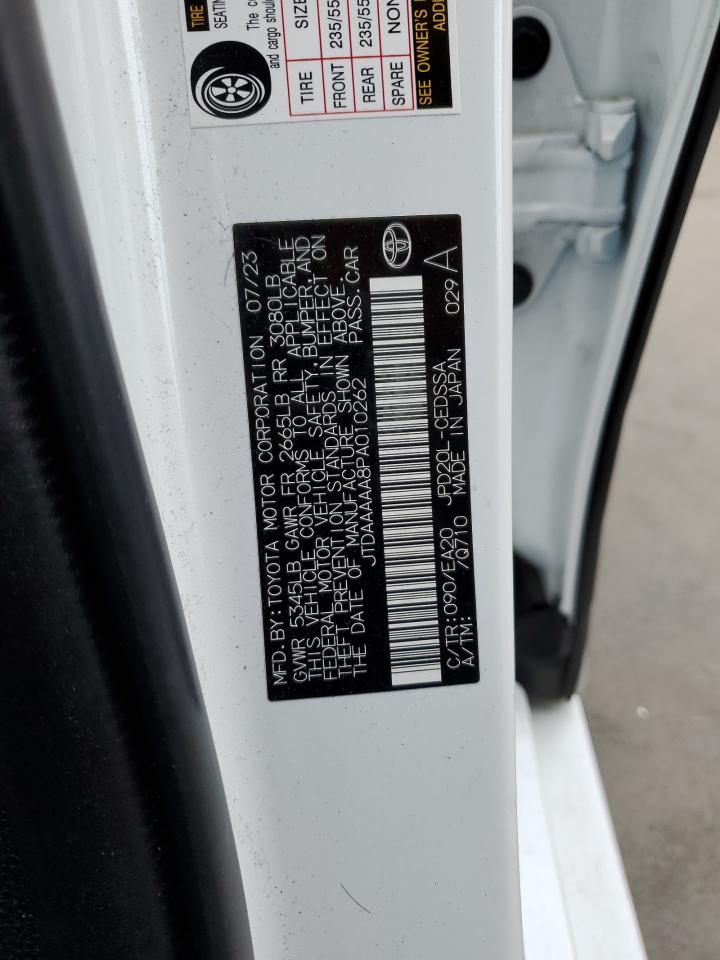 TIRE
SEATIN
The c
and cargo shoul
TIRE SIZE
FRONT 235/55
REAR 235/55
SPARE NON
SEE OWNER'S
ADDI
MFD.BY:TOYOTA MOTOR CORPORATION 07/23
GVWR 5345LB GAWR FR 2665LB RR 3080LB
THIS VEHICLE CONFORMS TO ALL APPLICABLE
FEDERAL MOTOR VEHICLE SAFETY,BUMPER,AND
THEFT PREVENTION STANDARDS IN EFFECT ON
THE DATE OF MANUFACTURE SHOWN ABOVE.
JTDAAAAA8PA010262 PASS.CAR
C/TR:090/EA20 JPD20L-CEDSSA 029 A
A/TM: /Q710 MADE IN JAPAN